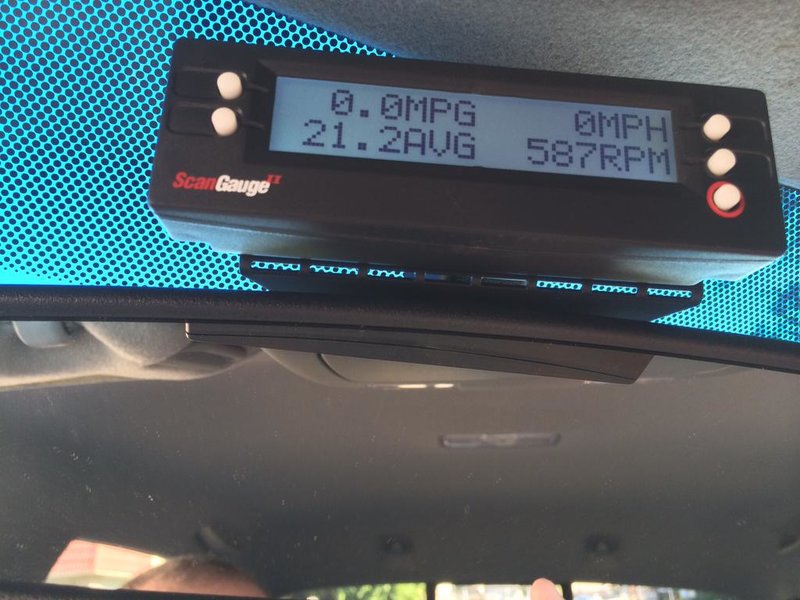 0.0MPG 0MPH
21.2AVG 587RPM
ScanGauge II